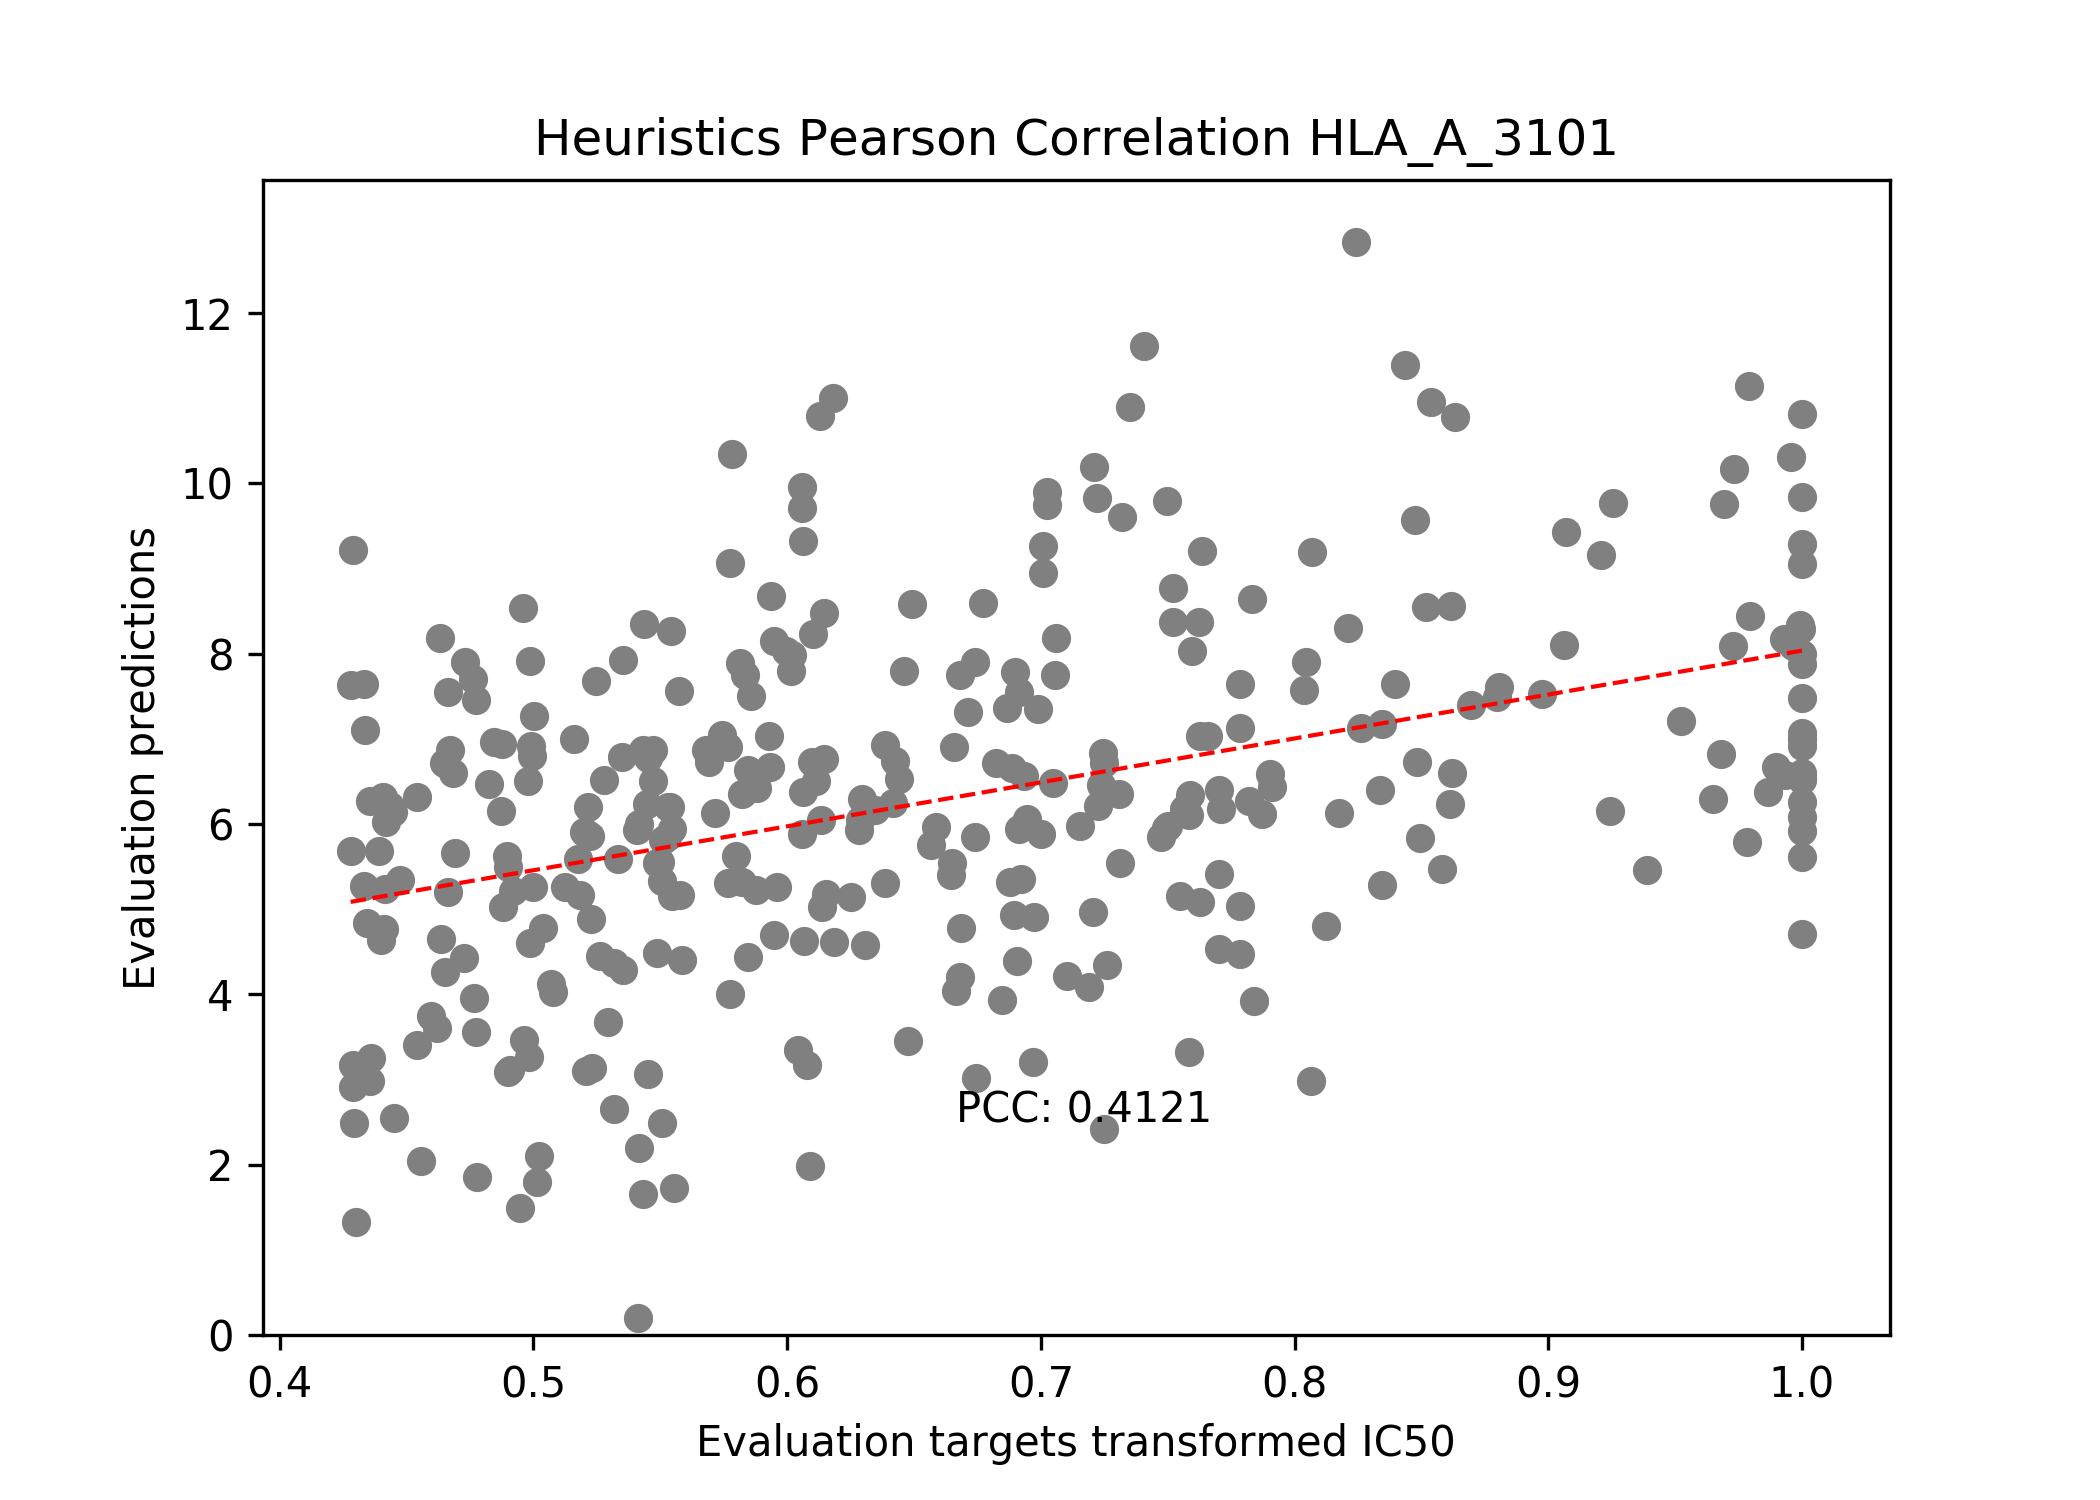 Heuristics Pearson Correlation HLA_A_3101
Evaluation predictions
12
10
8
6
4
2
0
PCC: 0.4121
0.4 0.5 0.6 0.7 0.8 0.9 1.0
Evaluation targets transformed IC50